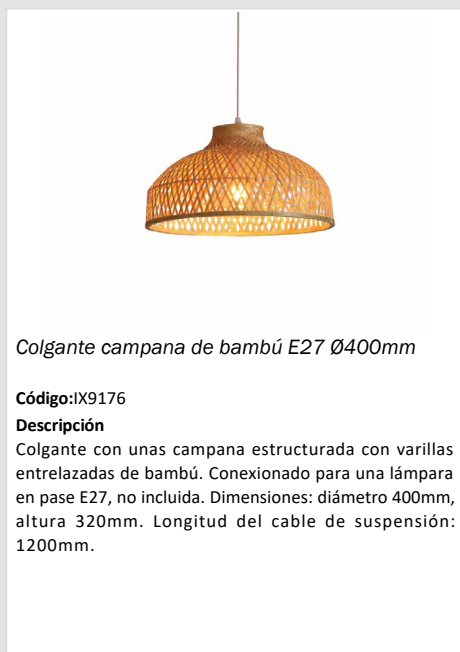 Colgante campana de bambú E27 Ø400mm
Código:IX9176
Descripción
Colgante con unas campana estructurada con varillas
entrelazadas de bambú. Conexionado para una lámpara
en pase E27, no incluida. Dimensiones: diámetro 400mm,
altura 320mm. Longitud del cable de suspensión:
1200mm.